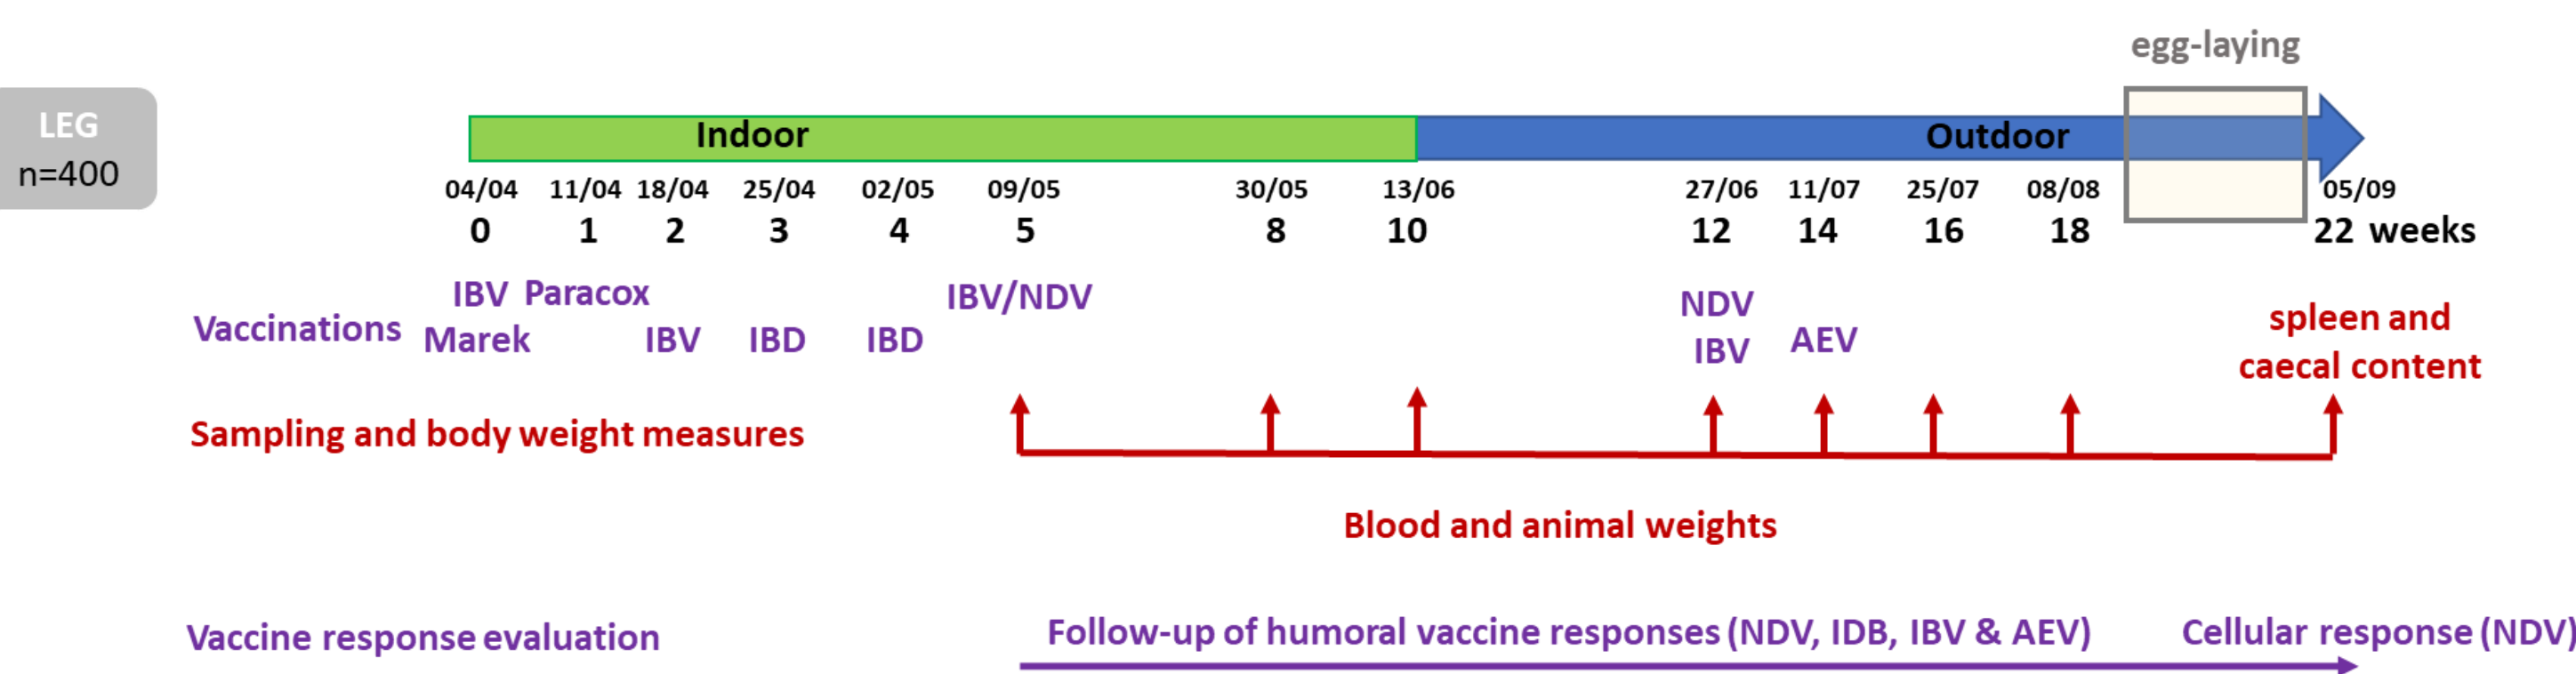 egg-laying
LEG
n=400
Indoor
Outdoor
04/04 11/04 18/04 25/04 02/05 09/05 30/05 13/06 27/06 11/07 25/07 08/08 05/09
0 1 2 3 4 5 8 10 12 14 16 18 22 weeks
Vaccinations
IBV
Marek
Paracox
IBV
IBD
IBD
IBV/NDV
NDV
IBV
AEV
spleen and
caecal content
Sampling and body weight measures
Blood and animal weights
Vaccine response evaluation
Follow-up of humoral vaccine responses (NDV, IDB, IBV & AEV)
Cellular response (NDV)